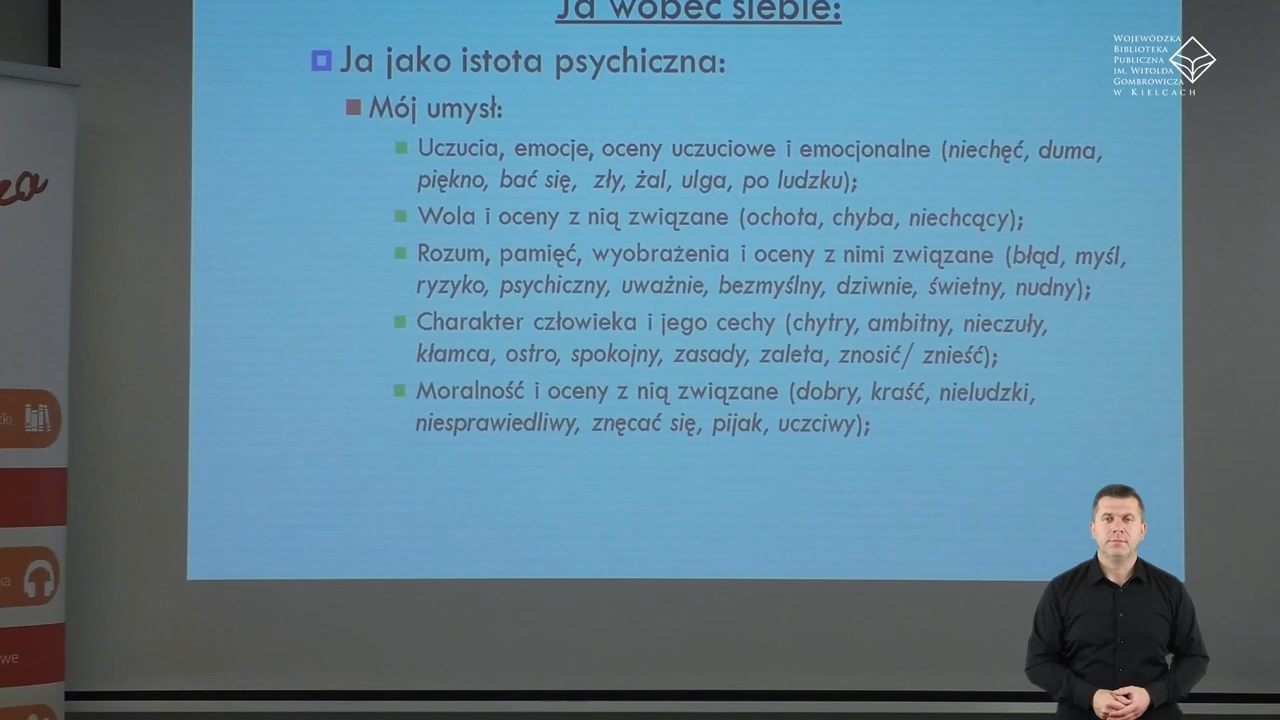 Ja wobec siebie:
Ja jako istota psychiczna:
Mój umysł:
Uczucia, emocje, oceny uczuciowe i emocjonalne (niechęć, duma,
piękno, bać się, zły, żal, ulga, po ludzku);
Wola i oceny z nią związane (ochota, chyba, niechcący);
Rozum, pamięć, wyobrażenia i oceny z nimi związane (błąd, myśl,
ryzyko, psychiczny, uważnie, bezmyślny, dziwnie, świetny, nudny);
Charakter człowieka i jego cechy (chytry, ambitny, nieczuły,
kłamca, ostro, spokojny, zasady, zaleta, znosić/ znieść);
Moralność i oceny z nią związane (dobry, kraść, nieludzki,
niesprawiedliwy, znęcać się, pijak, uczciwy);
Wojewódzka
Biblioteka
Publiczna
im. Witolda
Gombrowicza
w Kielcach